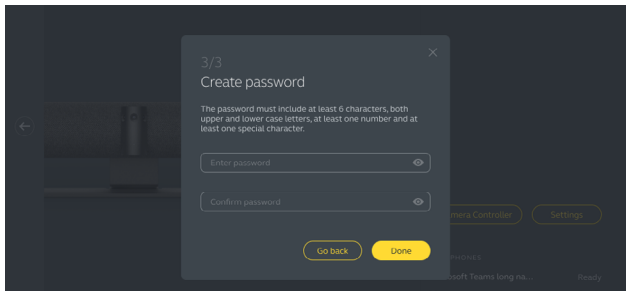 3/3
Create password
The password must include at least 6 characters, both
upper and lower case letters, at least one number and at
least one special character.
Enter password
Confirm password
mera Controller
Settings
Go back
Done
PHONES
osoft Teams long na...
Ready